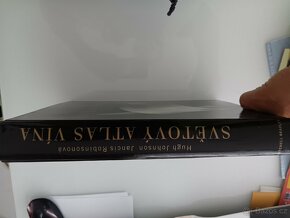 Hugh Johnson Jancis Robinsonová
SVĚTOVÝ ATLAS VÍNA